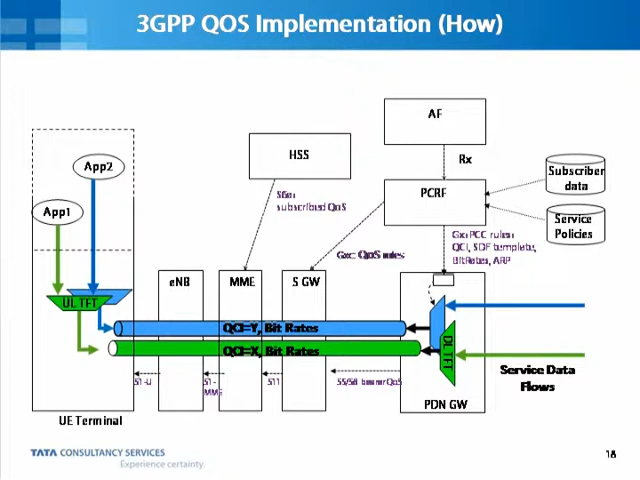 3GPP QOS Implementation (How)
AF
HSS
Rx
App2
Subscriber
data
S6a:
subscribed QoS
PCRF
App1
Service
Policies
Gx: PCC rules:
QCI, SDF template,
BitRates, ARP
Gxc: QoS rules
eNB
MME
S GW
UL TFT
QCI=Y, Bit Rates
QCI=X, Bit Rates
DL TFT
Service Data
Flows
S1-U
S1-
MME
S11
S5/S8: bearer QoS
PDN GW
UE Terminal
TATA CONSULTANCY SERVICES
Experience certainty.
18